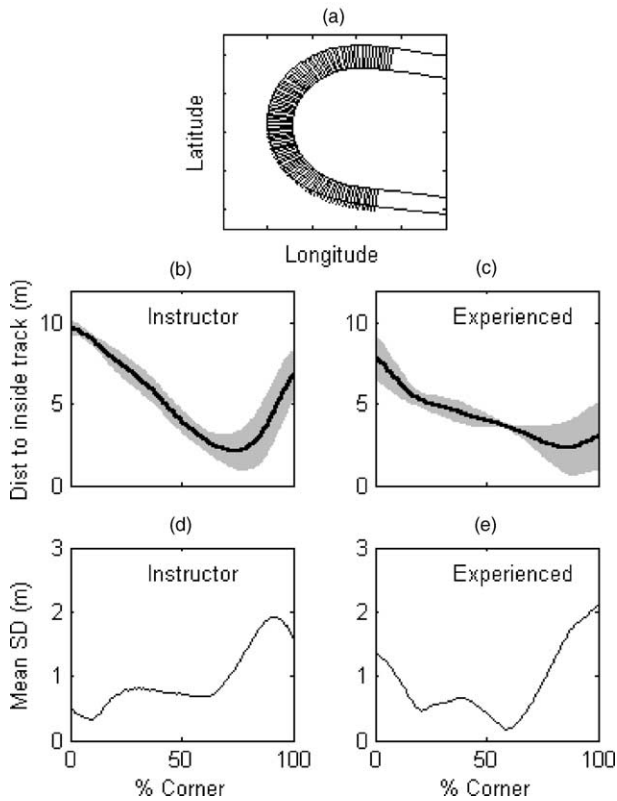 (a)
Latitude
Longitude
(b)
(c)
Dist to inside track (m)
10
5
0
Instructor
10
5
0
Experienced
(d)
(e)
Mean SD (m)
3
2
1
0
Instructor
3
2
1
0
Experienced
0
50
100
0
50
100
% Corner
% Corner